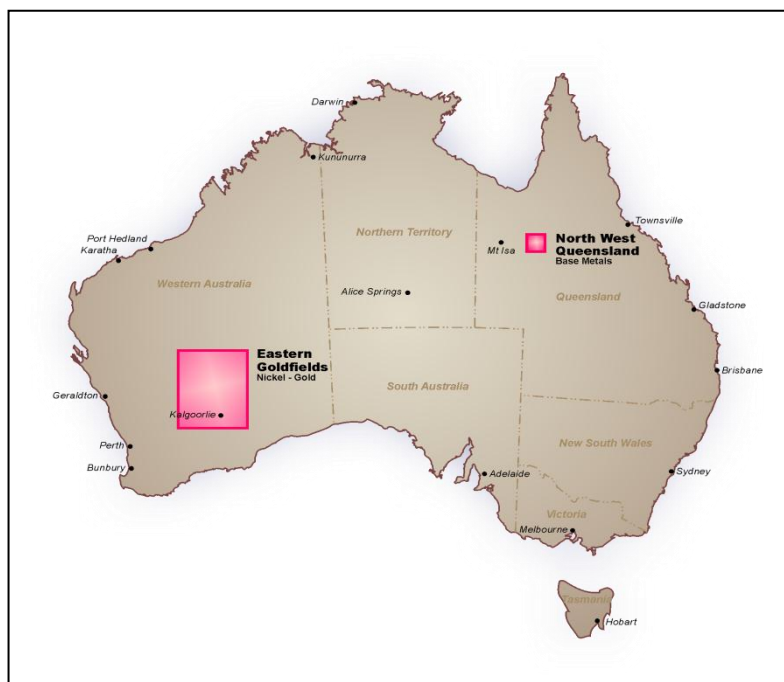 Darwin
Kununurra
Port Hedland
Karatha
Northern Territory
Townsville
Mt Isa
North West
Queensland
Base Metals
Western Australia
Alice Springs
Queensland
Gladstone
Eastern
Goldfields
Nickel - Gold
South Australia
Brisbane
Geraldton
Kalgoorlie
Perth
Bunbury
New South Wales
Adelaide
Sydney
Victoria
Melbourne
Tasmania
Hobart